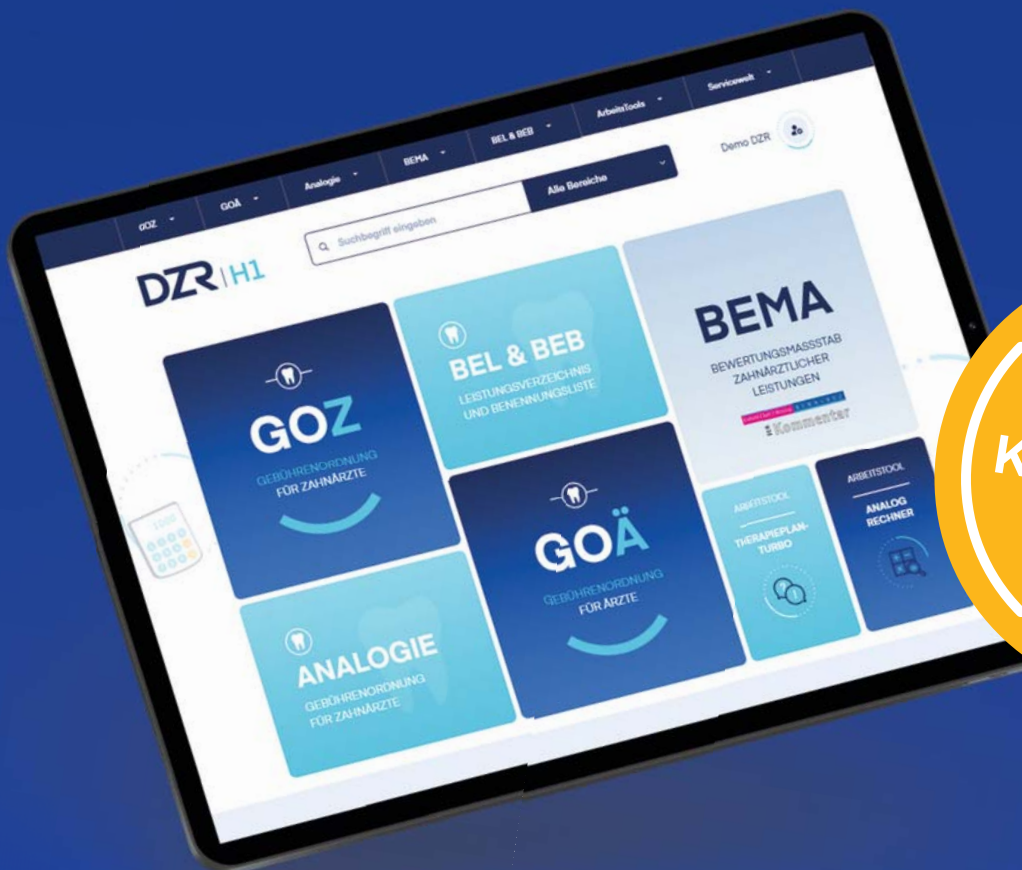 GOZ
GOÄ
Analogie
BEMA
BEL & BEB
ArbeitsTools
Servicewelt
DZR | H1
Suchbegriff eingeben
Alle Bereiche
Demo DZR
GOZ
GEBÜHRENORDNUNG
FÜR ZAHNÄRZTE
BEL & BEB
LEISTUNGSVERZEICHNIS
UND BENENNUNGSLISTE
BEMA
BEWERTUNGSMASSSTAB
ZAHNÄRZTLICHER
LEISTUNGEN
Kommentar
ANALOGIE
GEBÜHRENORDNUNG
FÜR ZAHNÄRZTE
GOÄ
GEBÜHRENORDNUNG
FÜR ÄRZTE
ARBEITSTOOL
THERAPIEPLAN-
TURBO
ARBEITSTOOL
ANALOG
RECHNER
K